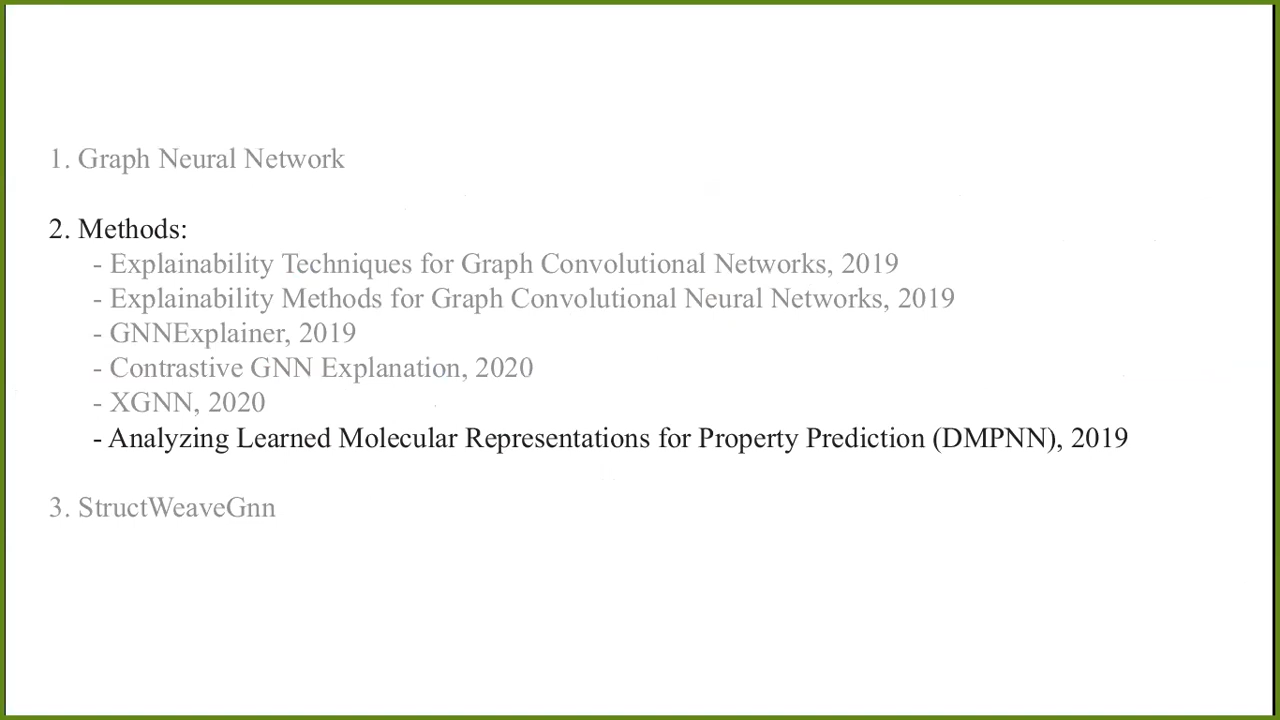 1. Graph Neural Network
2. Methods:
- Explainability Techniques for Graph Convolutional Networks, 2019
- Explainability Methods for Graph Convolutional Neural Networks, 2019
- GNNExplainer, 2019
- Contrastive GNN Explanation, 2020
- XGNN, 2020
- Analyzing Learned Molecular Representations for Property Prediction (DMPNN), 2019
3. StructWeaveGnn